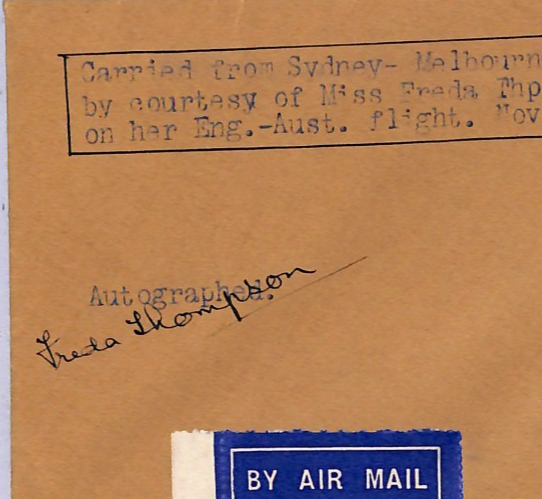 Carried from Sydney- Melbourn
by courtesy of Miss Freda Thp
on her Eng.-Aust. flight. Nov
Autographed.
Freda Thompson
BY AIR MAIL